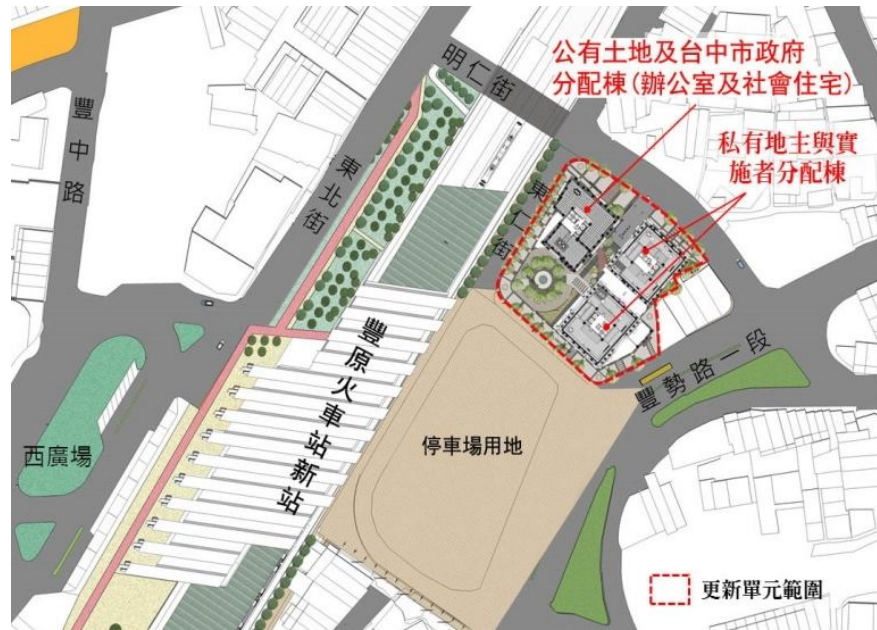 公有土地及台中市政府
分配棟(辦公室及社會住宅)
私有地主與實
施者分配棟
明仁街
豐中路
東北街
東仁街
豐原火車站新站
豐勢路一段
西廣場
停車場用地
更新單元範圍